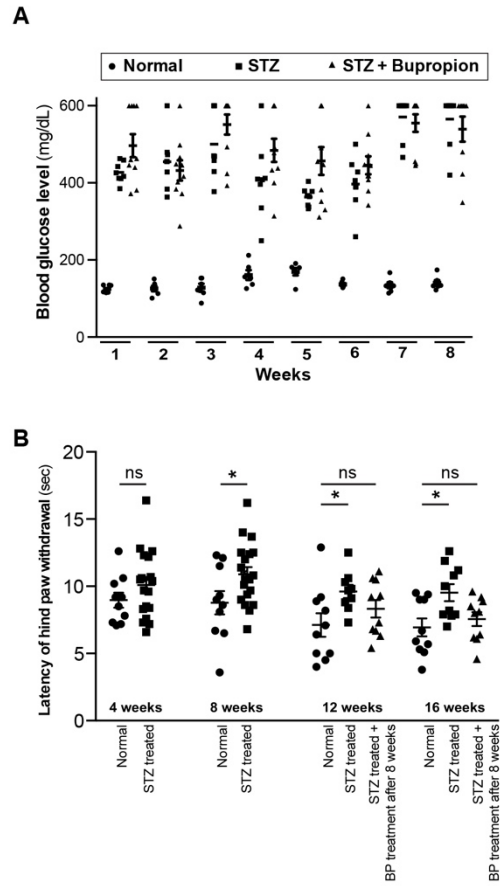 A
Normal STZ STZ + Bupropion
Blood glucose level (mg/dL)
600
400
200
0
1 2 3 4 5 6 7 8
Weeks
B
Latency of hind paw withdrawal (sec)
20
15
10
5
0
ns
*
ns
*
ns
*
4 weeks 8 weeks 12 weeks 16 weeks
Normal
STZ treated
Normal
STZ treated
Normal
STZ treated
STZ treated +
BP treatment after 8 weeks
Normal
STZ treated
STZ treated +
BP treatment after 8 weeks